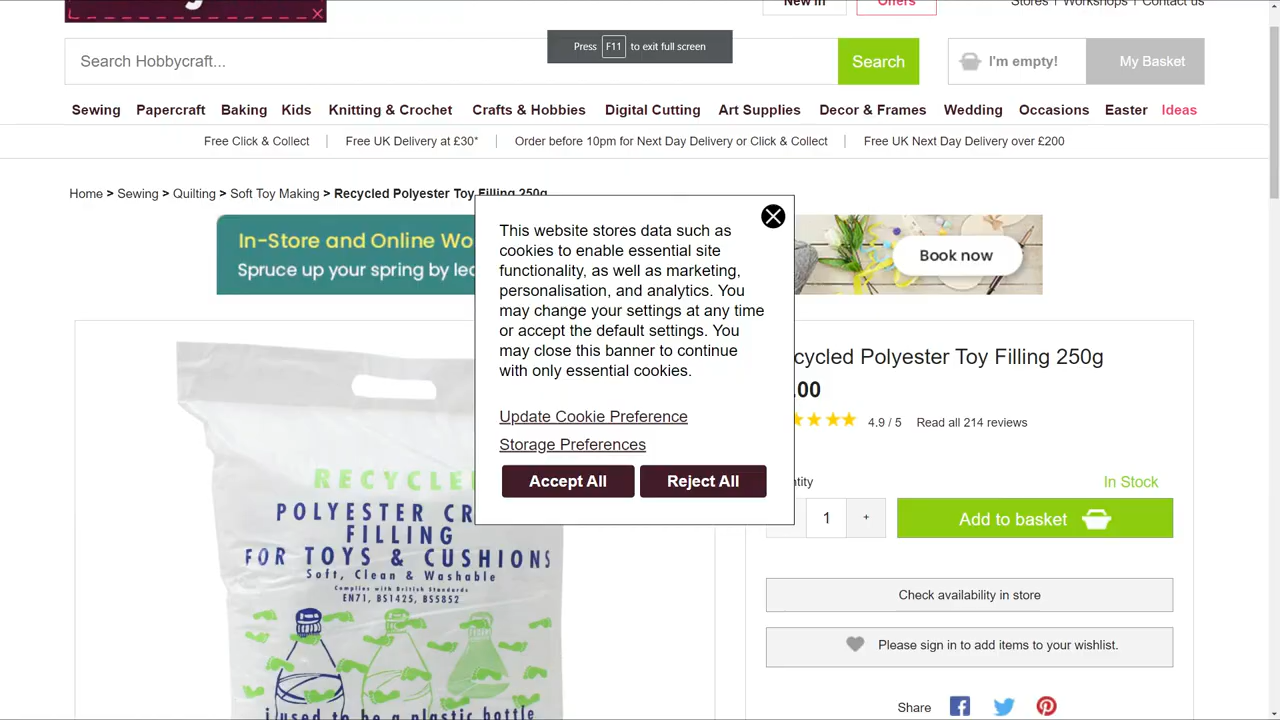 New in
Offers
Stores | Workshops | Contact us
Search Hobbycraft...
Press F11 to exit full screen
Search
I'm empty!
My Basket
Sewing Papercraft Baking Kids Knitting & Crochet Crafts & Hobbies Digital Cutting Art Supplies Decor & Frames Wedding Occasions Easter Ideas
Free Click & Collect | Free UK Delivery at £30* | Order before 10pm for Next Day Delivery or Click & Collect | Free UK Next Day Delivery over £200
Home > Sewing > Quilting > Soft Toy Making > Recycled Polyester Toy Filling 250g
In-Store and Online Wo
Spruce up your spring by lea
Book now
This website stores data such as
cookies to enable essential site
functionality, as well as marketing,
personalisation, and analytics. You
may change your settings at any time
or accept the default settings. You
may close this banner to continue
with only essential cookies.
Update Cookie Preference
Storage Preferences
Accept All
Reject All
RECYCLE
POLYESTER CR
FILLING
FOR TOYS & CUSHIONS
Soft, Clean & Washable
Complies with British Standards
EN71, BS1425, BS5852
i used to be a plastic bottle
cycled Polyester Toy Filling 250g
.00
4.9 / 5 Read all 214 reviews
ntity
In Stock
1 +
Add to basket
Check availability in store
Please sign in to add items to your wishlist.
Share